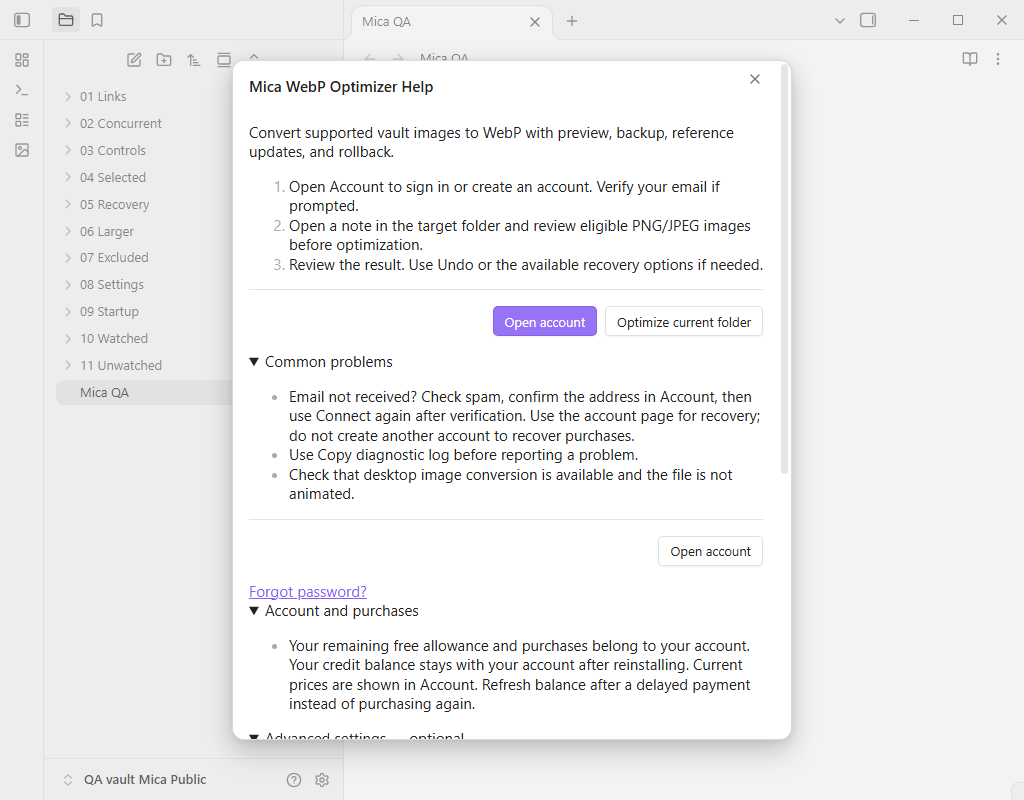 Mica QA
Mica QA
01 Links
02 Concurrent
03 Controls
04 Selected
05 Recovery
06 Larger
07 Excluded
08 Settings
09 Startup
10 Watched
11 Unwatched
Mica QA
QA vault Mica Public
Mica WebP Optimizer Help
Convert supported vault images to WebP with preview, backup, reference
updates, and rollback.
1. Open Account to sign in or create an account. Verify your email if
prompted.
2. Open a note in the target folder and review eligible PNG/JPEG images
before optimization.
3. Review the result. Use Undo or the available recovery options if needed.
Open account
Optimize current folder
Common problems
Email not received? Check spam, confirm the address in Account, then
use Connect again after verification. Use the account page for recovery;
do not create another account to recover purchases.
Use Copy diagnostic log before reporting a problem.
Check that desktop image conversion is available and the file is not
animated.
Open account
Forgot password?
Account and purchases
Your remaining free allowance and purchases belong to your account.
Your credit balance stays with your account after reinstalling. Current
prices are shown in Account. Refresh balance after a delayed payment
instead of purchasing again.
Advanced settings — optional